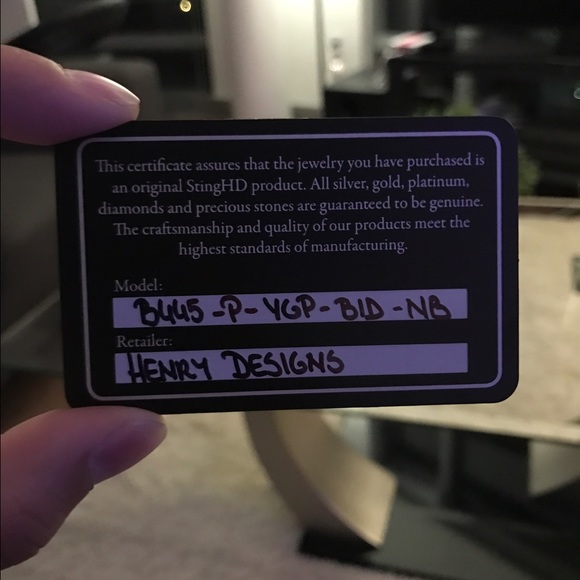 This certificate assures that the jewelry you have purchased is
an original StingHD product. All silver, gold, platinum,
diamonds and precious stones are guaranteed to be genuine.
The craftsmanship and quality of our products meet the
highest standards of manufacturing.
Model:
B445-P-YGP-BID-NB
Retailer:
HENRY DESIGNS